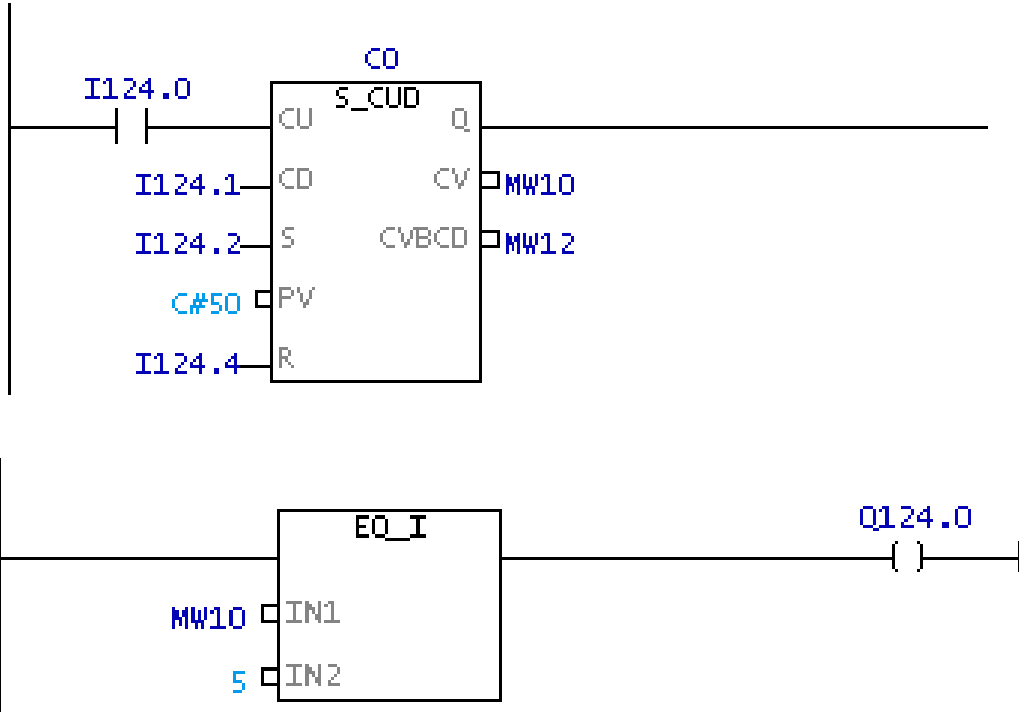 C0
I124.0
S_CUD
CU Q
I124.1 CD CV MW10
I124.2 S CVBCD MW12
C#50 PV
I124.4 R
EQ_I
Q124.0
MW10 IN1
5 IN2